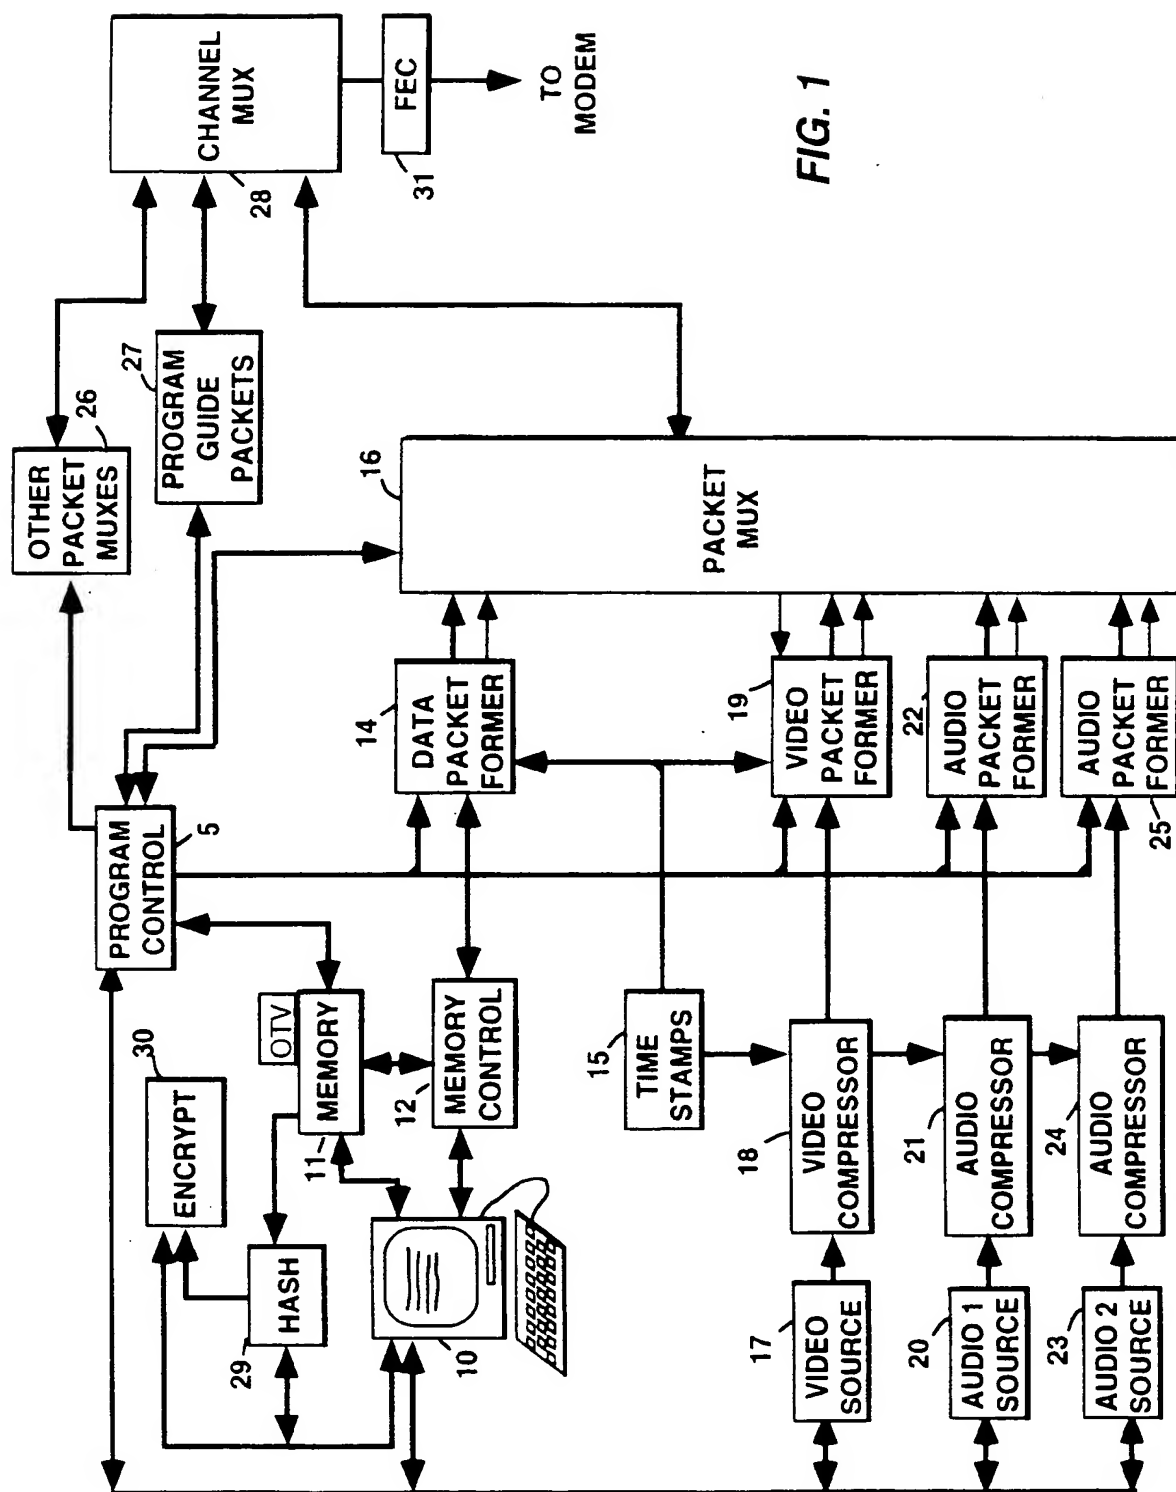 CHANNEL
MUX
28
FEC
31
TO
MODEM
FIG. 1
OTHER
PACKET
MUXES
26
PROGRAM
GUIDE
PACKETS
27
PACKET
MUX
16
PROGRAM
CONTROL
5
DATA
PACKET
FORMER
14
VIDEO
PACKET
FORMER
19
AUDIO
PACKET
FORMER
22
AUDIO
PACKET
FORMER
25
ENCRYPT
30
OTV
MEMORY
11
MEMORY
CONTROL
12
TIME
STAMPS
15
VIDEO
COMPRESSOR
18
AUDIO
COMPRESSOR
21
AUDIO
COMPRESSOR
24
HASH
29
10
VIDEO
SOURCE
17
AUDIO 1
SOURCE
20
AUDIO 2
SOURCE
23